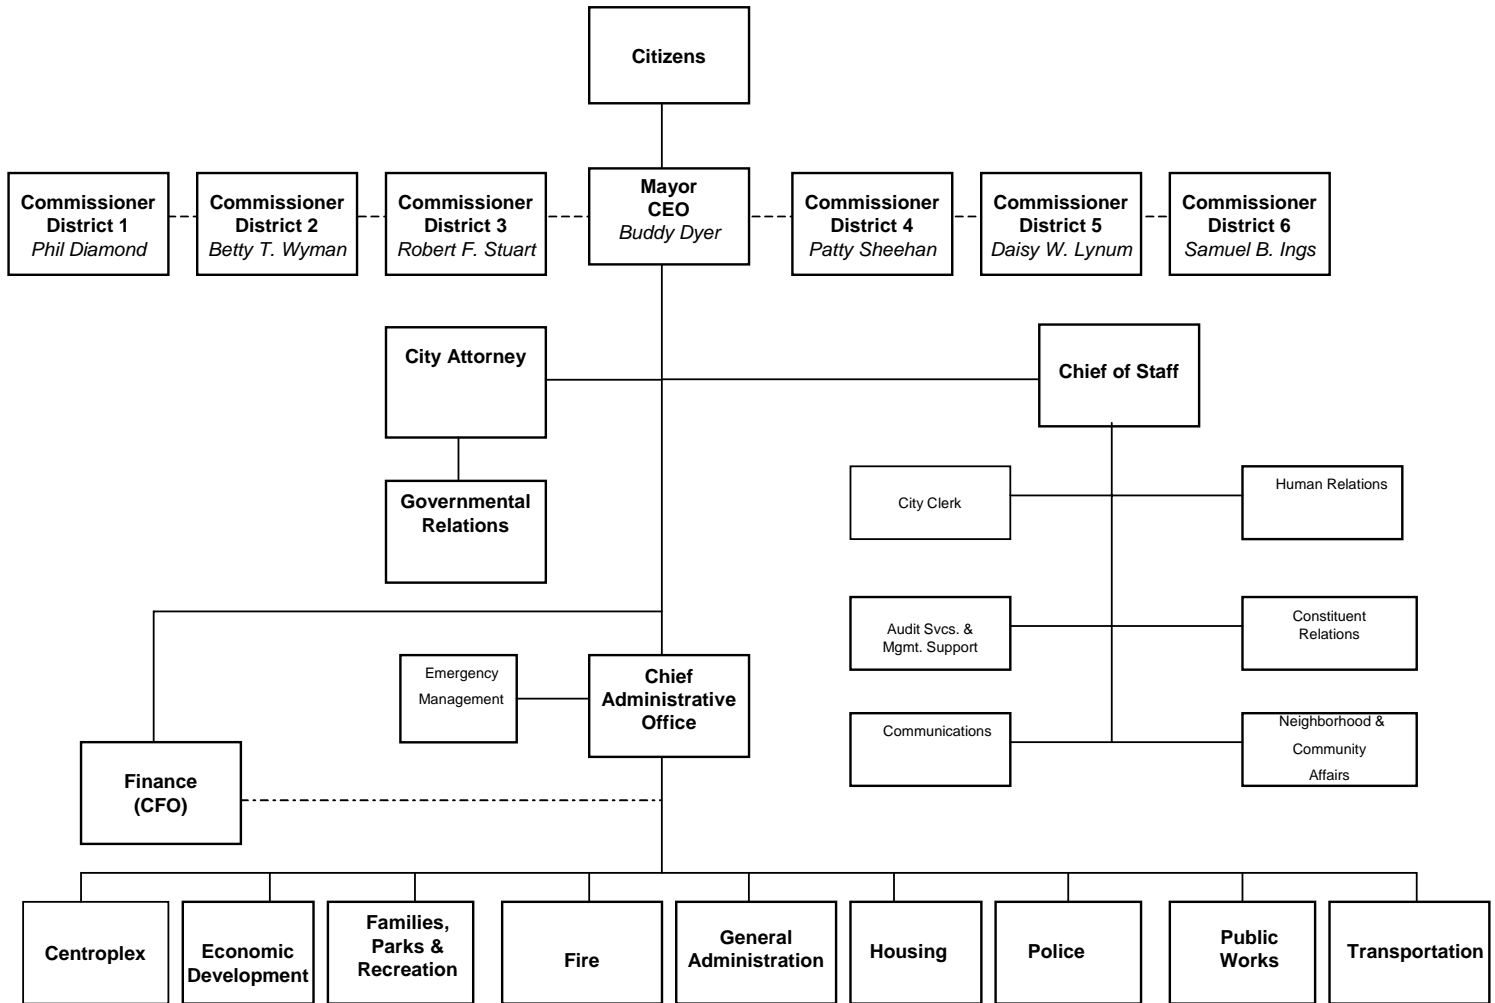 Citizens
Commissioner
District 1
Phil Diamond
Commissioner
District 2
Betty T. Wyman
Commissioner
District 3
Robert F. Stuart
Mayor
CEO
Buddy Dyer
Commissioner
District 4
Patty Sheehan
Commissioner
District 5
Daisy W. Lynum
Commissioner
District 6
Samuel B. Ings
City Attorney
Chief of Staff
Governmental
Relations
City Clerk
Human Relations
Audit Svcs. &
Mgmt. Support
Constituent
Relations
Emergency
Management
Chief
Administrative
Office
Communications
Neighborhood &
Community
Affairs
Finance
(CFO)
Centroplex
Economic
Development
Families,
Parks &
Recreation
Fire
General
Administration
Housing
Police
Public
Works
Transportation